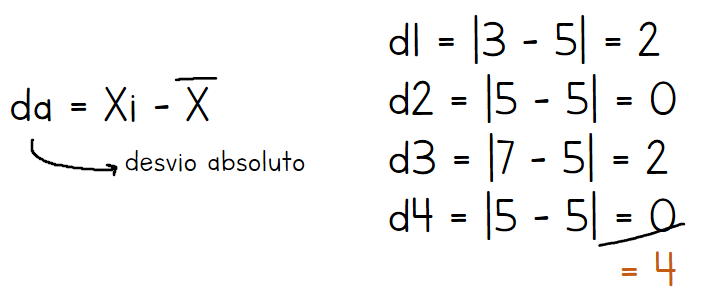 da = Xi - X̅
desvio absoluto
d1 = |3 - 5| = 2
d2 = |5 - 5| = 0
d3 = |7 - 5| = 2
d4 = |5 - 5| = 0
= 4